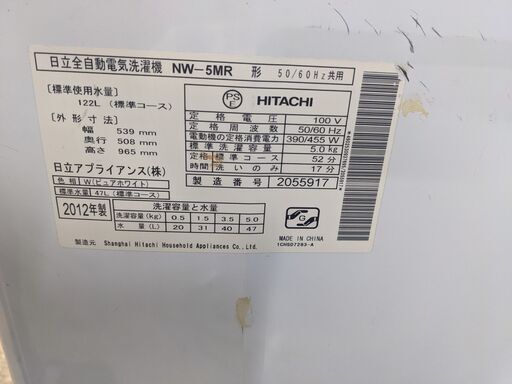 日立全自動電気洗濯機 NW-5MR 形 50/60Hz共用
[標準使用水量]
122L (標準コース)
[外形寸法]
幅 539 mm
奥行 508 mm
高さ 965 mm
日立アプライアンス(株)
色相 W(ピュアホワイト)
標準水量 47L (標準コース)
PS E HITACHI
定格電圧 100 V
定格周波数 50/60 Hz
電動機の定格消費電力 390/455 W
標準洗濯容量 5.0 kg
定格時間 標準コース 52分
洗いのみ 17分
製造番号 2055917
2012年製
洗濯容量と水量
洗濯容量(kg) 0.5 1.5 3.5 5.0
水量(L) 20 31 40 47
G
MADE IN CHINA
1CHS07293-A
製造元 Shanghai Hitachi Household Appliances Co., Ltd.